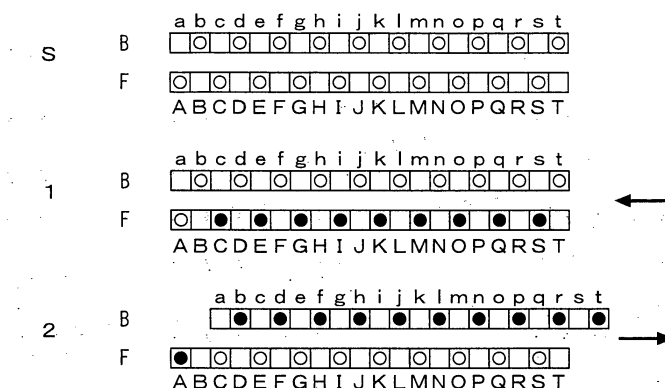 a b c d e f g h i j k l m n o p q r s t
S B
F
A B C D E F G H I J K L M N O P Q R S T
a b c d e f g h i j k l m n o p q r s t
1 B
F
A B C D E F G H I J K L M N O P Q R S T
a b c d e f g h i j k l m n o p q r s t
2 B
F
A B C D E F G H I J K L M N O P Q R S T